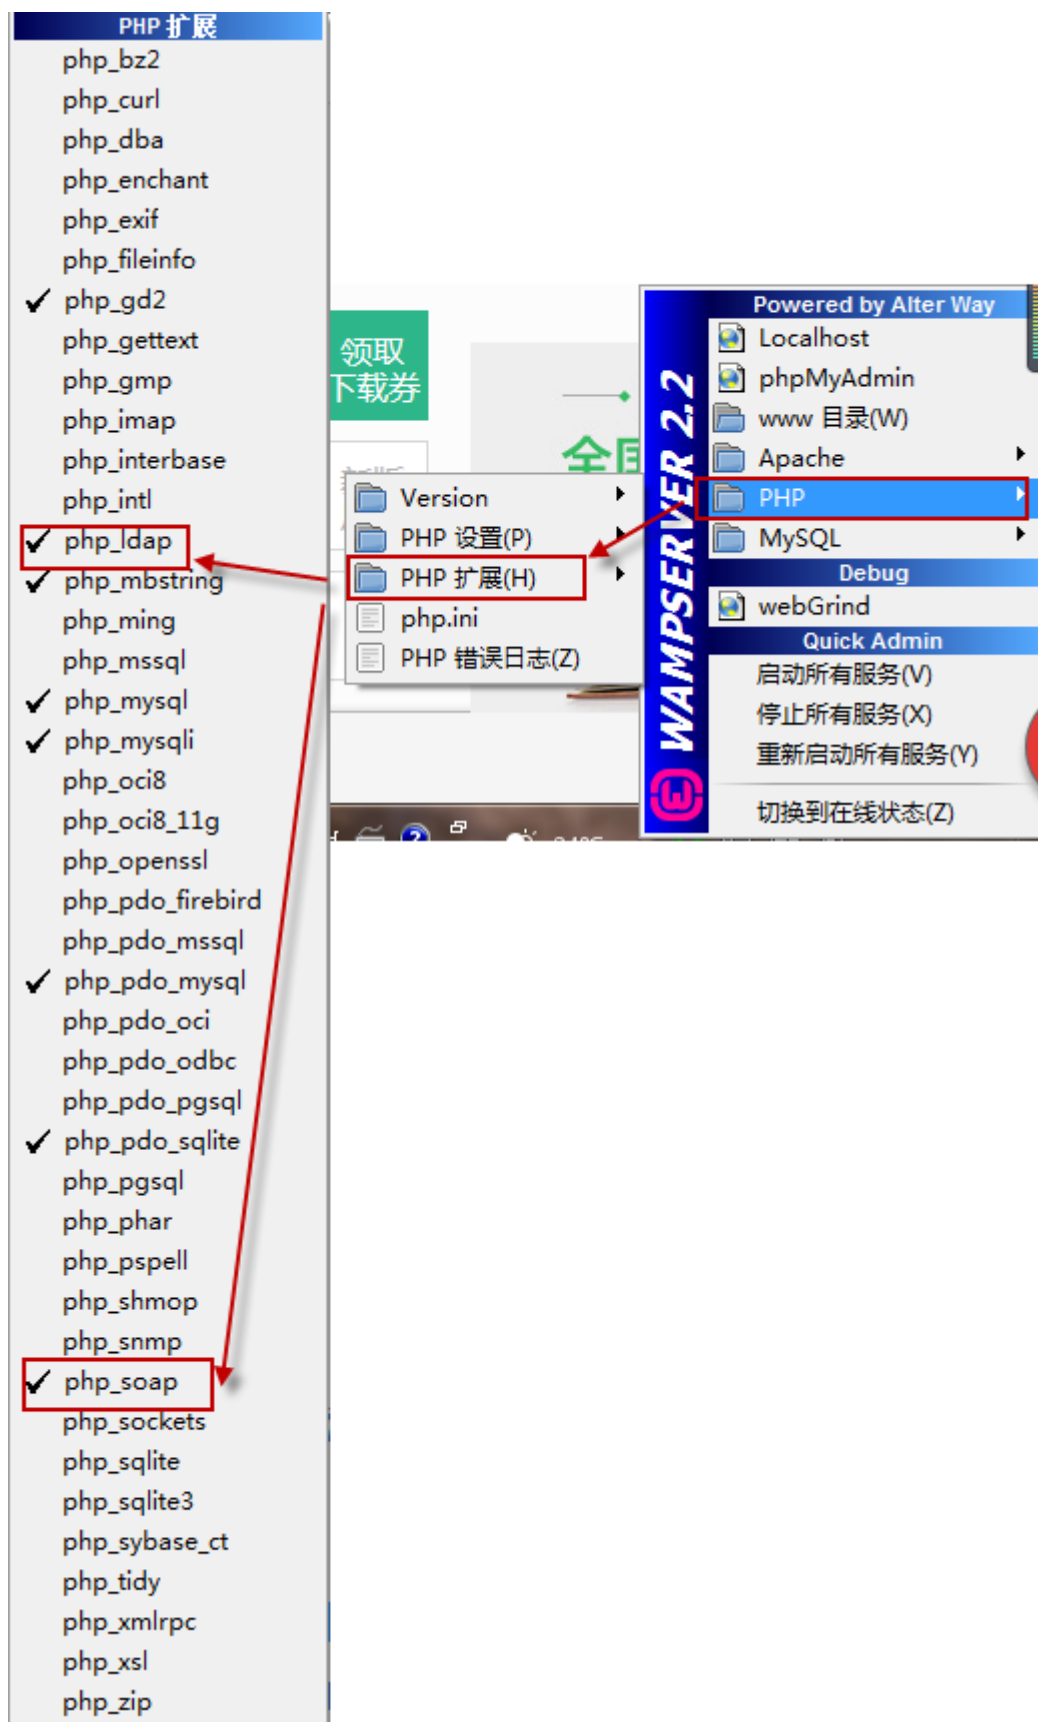 PHP 扩展
php_bz2
php_curl
php_dba
php_enchant
php_exif
php_fileinfo
php_gd2
php_gettext
php_gmp
php_imap
php_interbase
php_intl
php_ldap
php_mbstring
php_ming
php_mssql
php_mysql
php_mysqli
php_oci8
php_oci8_11g
php_openssl
php_pdo_firebird
php_pdo_mssql
php_pdo_mysql
php_pdo_oci
php_pdo_odbc
php_pdo_pgsql
php_pdo_sqlite
php_pgsql
php_phar
php_pspell
php_shmop
php_snmp
php_soap
php_sockets
php_sqlite
php_sqlite3
php_sybase_ct
php_tidy
php_xmlrpc
php_xsl
php_zip
领取
下载券
全国
Version
PHP 设置(P)
PHP 扩展(H)
php.ini
PHP 错误日志(Z)
WAMPSERVER 2.2
Powered by Alter Way
Localhost
phpMyAdmin
www 目录(W)
Apache
PHP
MySQL
Debug
webGrind
Quick Admin
启动所有服务(V)
停止所有服务(X)
重新启动所有服务(Y)
切换到在线状态(Z)